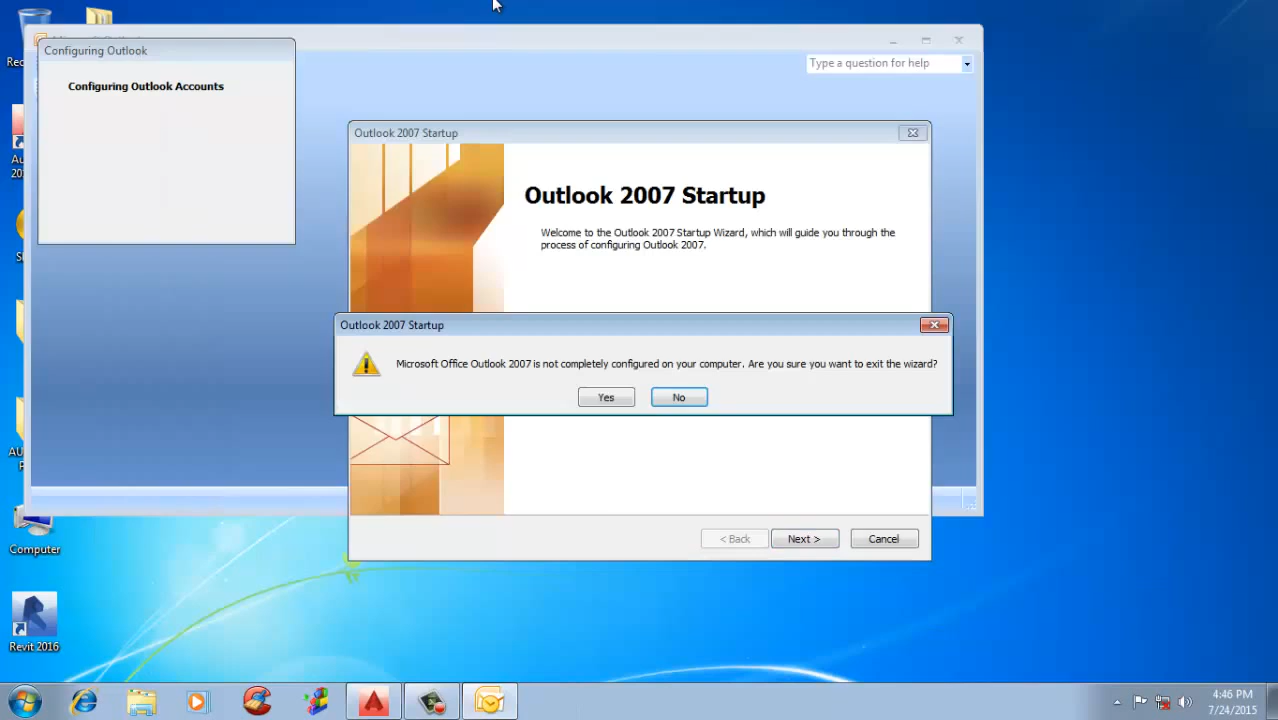 Configuring Outlook
Configuring Outlook Accounts
Type a question for help
Outlook 2007 Startup
Outlook 2007 Startup
Welcome to the Outlook 2007 Startup Wizard, which will guide you through the
process of configuring Outlook 2007.
Outlook 2007 Startup
Microsoft Office Outlook 2007 is not completely configured on your computer. Are you sure you want to exit the wizard?
Yes
No
< Back
Next >
Cancel
Computer
Revit 2016
4:46 PM
7/24/2015